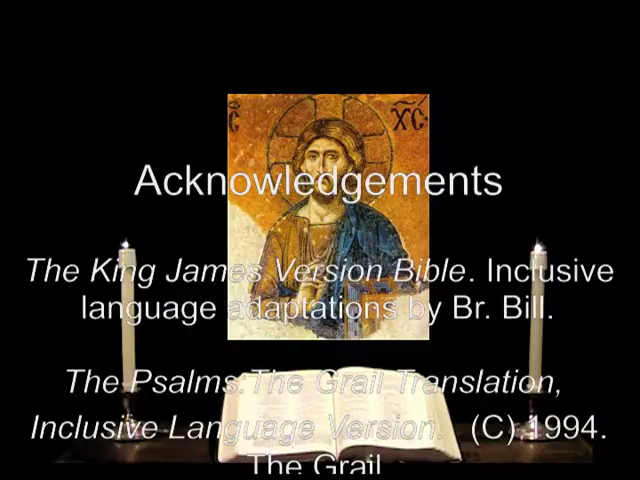 C
XC
Acknowledgements
The King James Version Bible. Inclusive
language adaptations by Br. Bill.
The Psalms:The Grail Translation,
Inclusive Language Version. (C) 1994.
The Grail